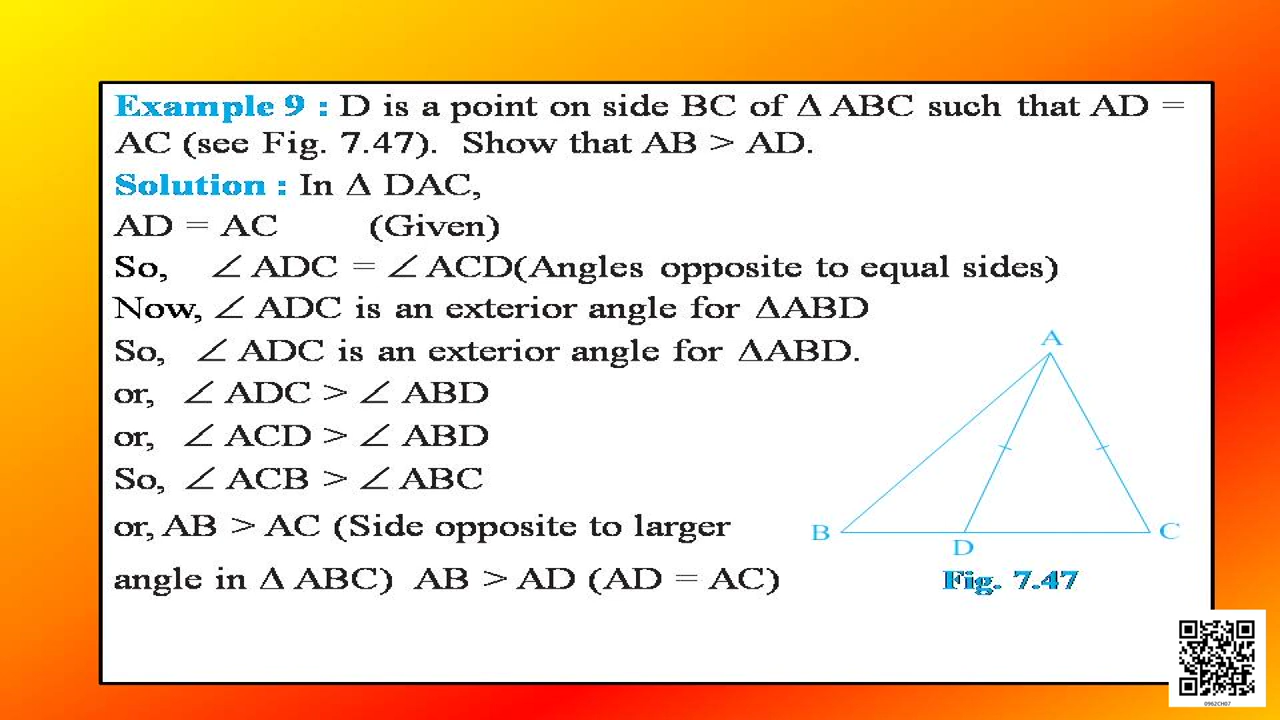 Example 9 : D is a point on side BC of Δ ABC such that AD =
AC (see Fig. 7.47). Show that AB > AD.
Solution : In Δ DAC,
AD = AC (Given)
So, ∠ ADC = ∠ ACD(Angles opposite to equal sides)
Now, ∠ ADC is an exterior angle for ΔABD
So, ∠ ADC is an exterior angle for ΔABD.
or, ∠ ADC > ∠ ABD
or, ∠ ACD > ∠ ABD
So, ∠ ACB > ∠ ABC
or, AB > AC (Side opposite to larger
angle in Δ ABC) AB > AD (AD = AC)
A
B
D
C
Fig. 7.47
0962CH07